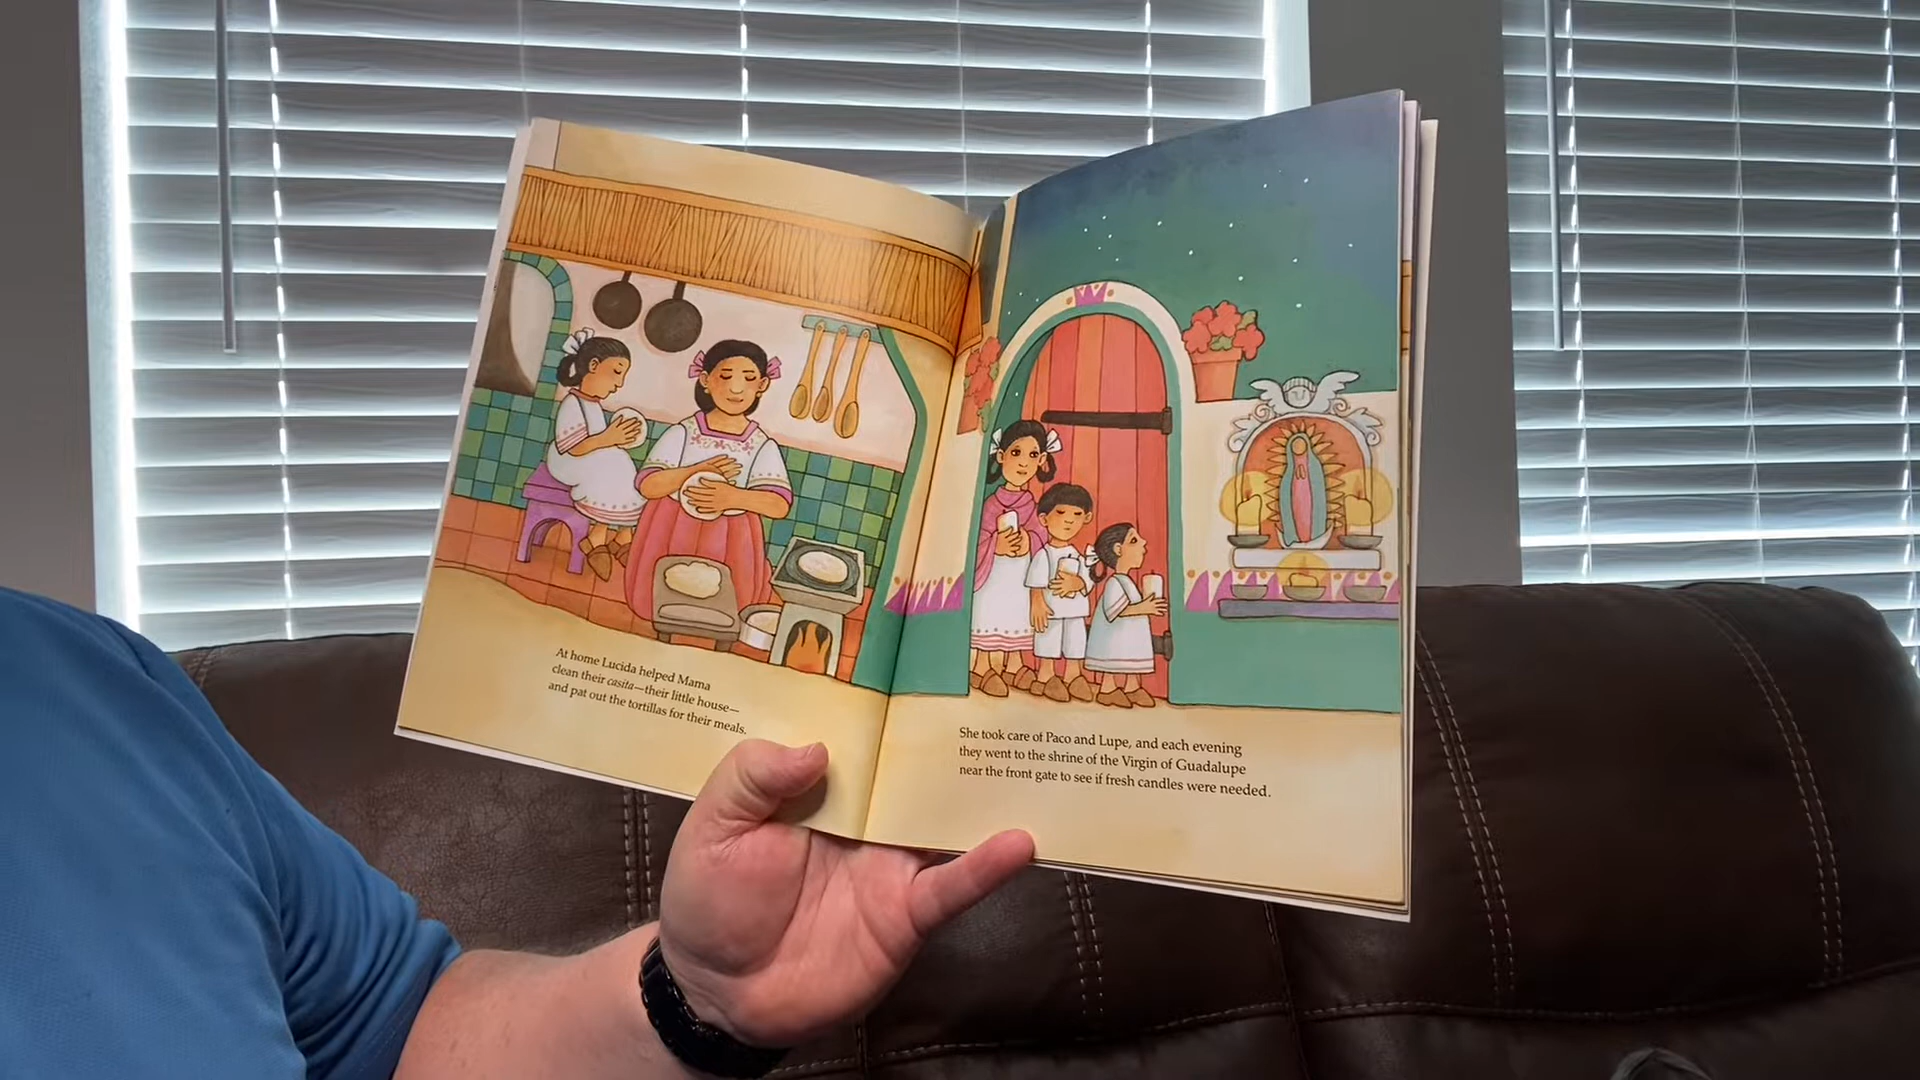 At home Lucida helped Mama
clean their casita—their little house—
and pat out the tortillas for their meals.
She took care of Paco and Lupe, and each evening
they went to the shrine of the Virgin of Guadalupe
near the front gate to see if fresh candles were needed.